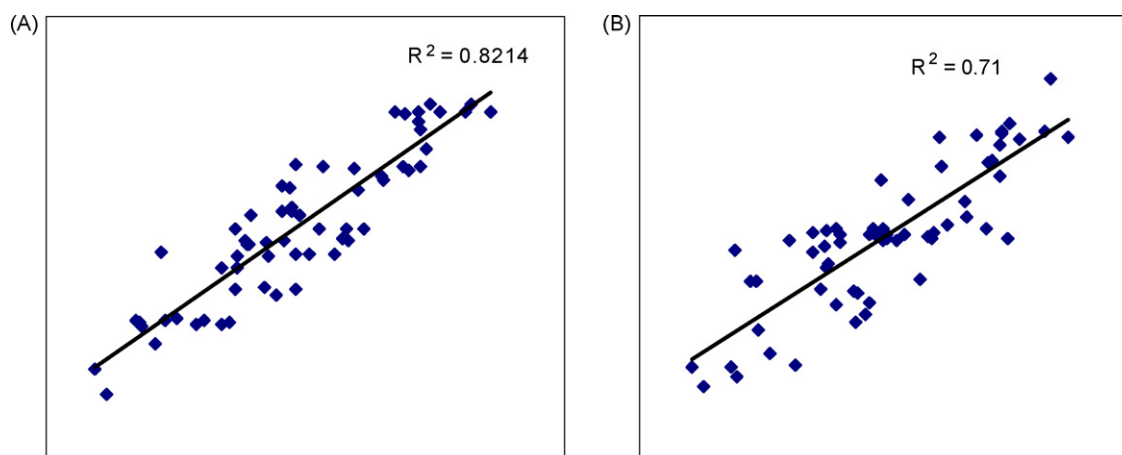 (A)
R² = 0.8214
(B)
R² = 0.71